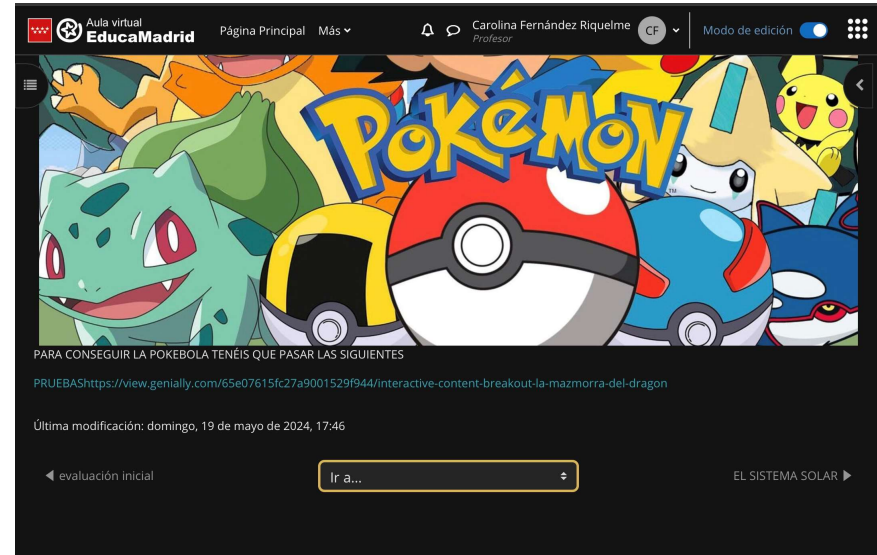 Aula virtual
EducaMadrid
Página Principal
Más
Carolina Fernández Riquelme
Profesor
CF
Modo de edición
POKéMON
TM
PARA CONSEGUIR LA POKEBOLA TENÉIS QUE PASAR LAS SIGUIENTES
PRUEBAShttps://view.genially.com/65e07615fc27a9001529f944/interactive-content-breakout-la-mazmorra-del-dragon
Última modificación: domingo, 19 de mayo de 2024, 17:46
evaluación inicial
Ir a...
EL SISTEMA SOLAR